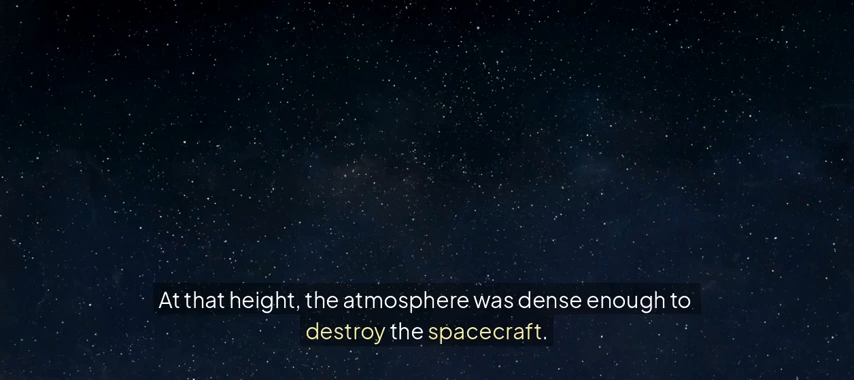 At that height, the atmosphere was dense enough to
destroy the spacecraft.